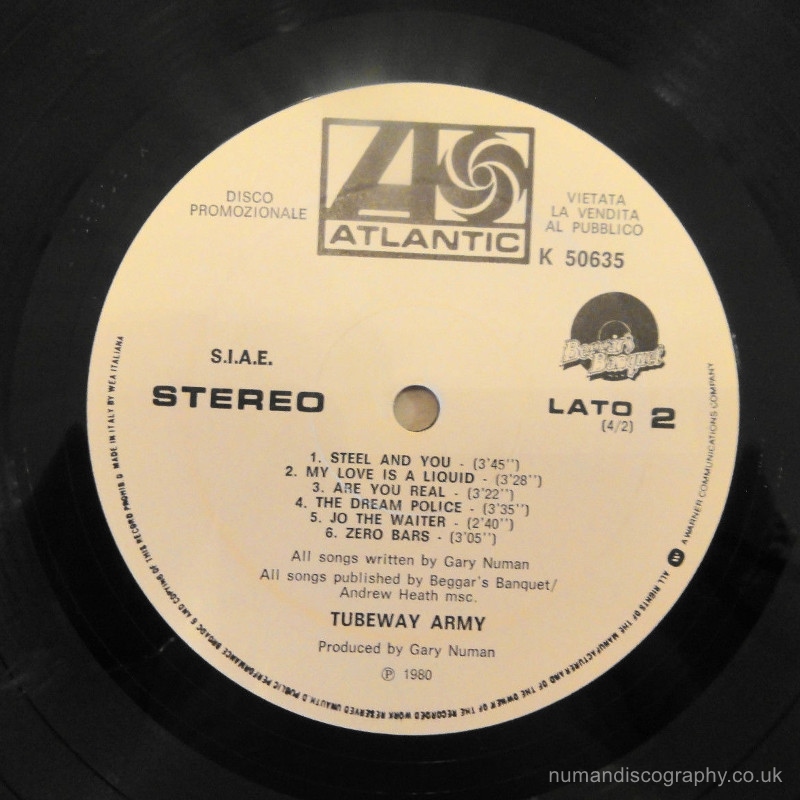 ATLANTIC
DISCO
PROMOZIONALE
VIETATA
LA VENDITA
AL PUBBLICO
K 50635
S.I.A.E.
STEREO
Beggar's
Banquet
LATO 2
(4/2)
1. STEEL AND YOU - (3'45'')
2. MY LOVE IS A LIQUID - (3'28'')
3. ARE YOU REAL - (3'22'')
4. THE DREAM POLICE - (3'35'')
5. JO THE WAITER - (2'40'')
6. ZERO BARS - (3'05'')
All songs written by Gary Numan
All songs published by Beggar's Banquet/
Andrew Heath msc.
TUBEWAY ARMY
Produced by Gary Numan
℗ 1980
A WARNER COMMUNICATIONS COMPANY
ALL RIGHTS OF THE MANUFACTURER AND OF THE OWNER OF THE RECORDED WORK RESERVED UNAUTH.D PUBLIC PERFORMANCE BROADC.G AND COPYING OF THIS RECORD PROHIB.D MADE IN ITALY BY WEA ITALIANA
numandiscography.co.uk